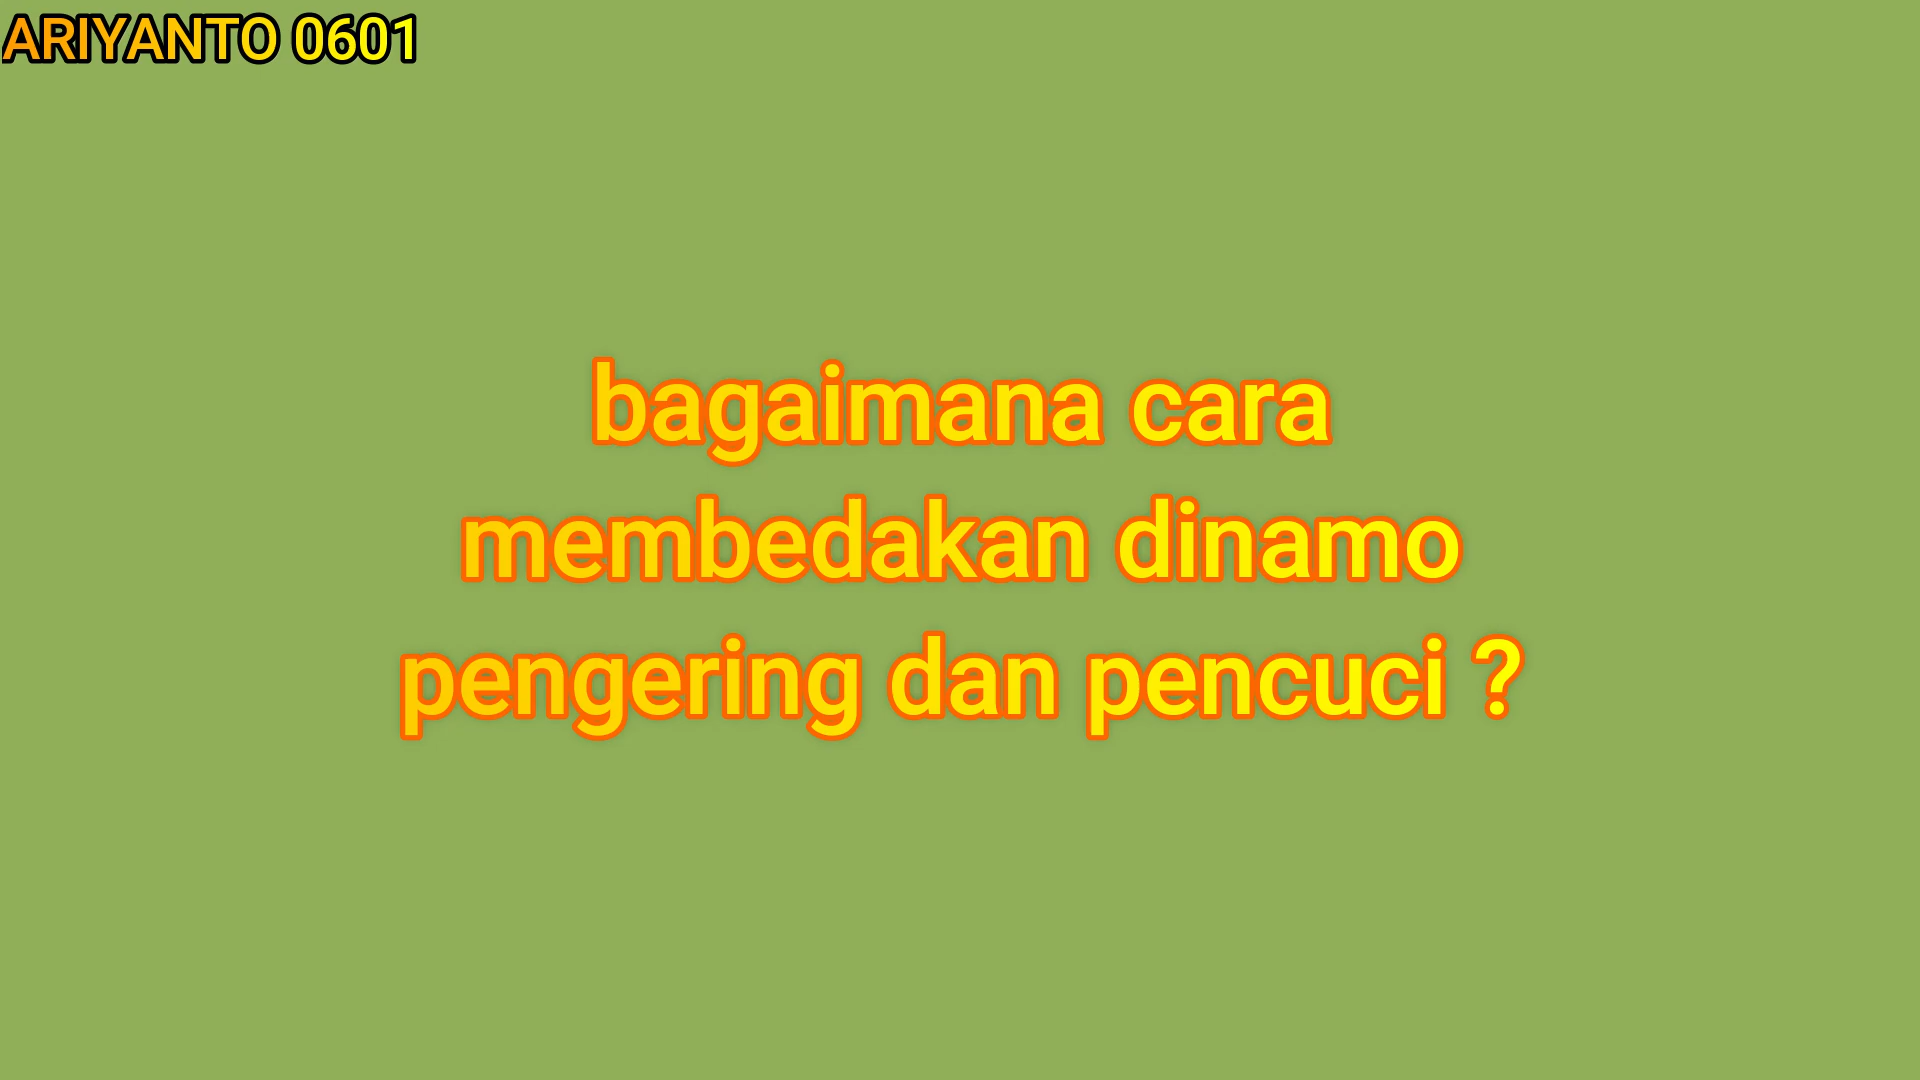 ARIYANTO 0601
bagaimana cara
membedakan dinamo
pengering dan pencuci ?